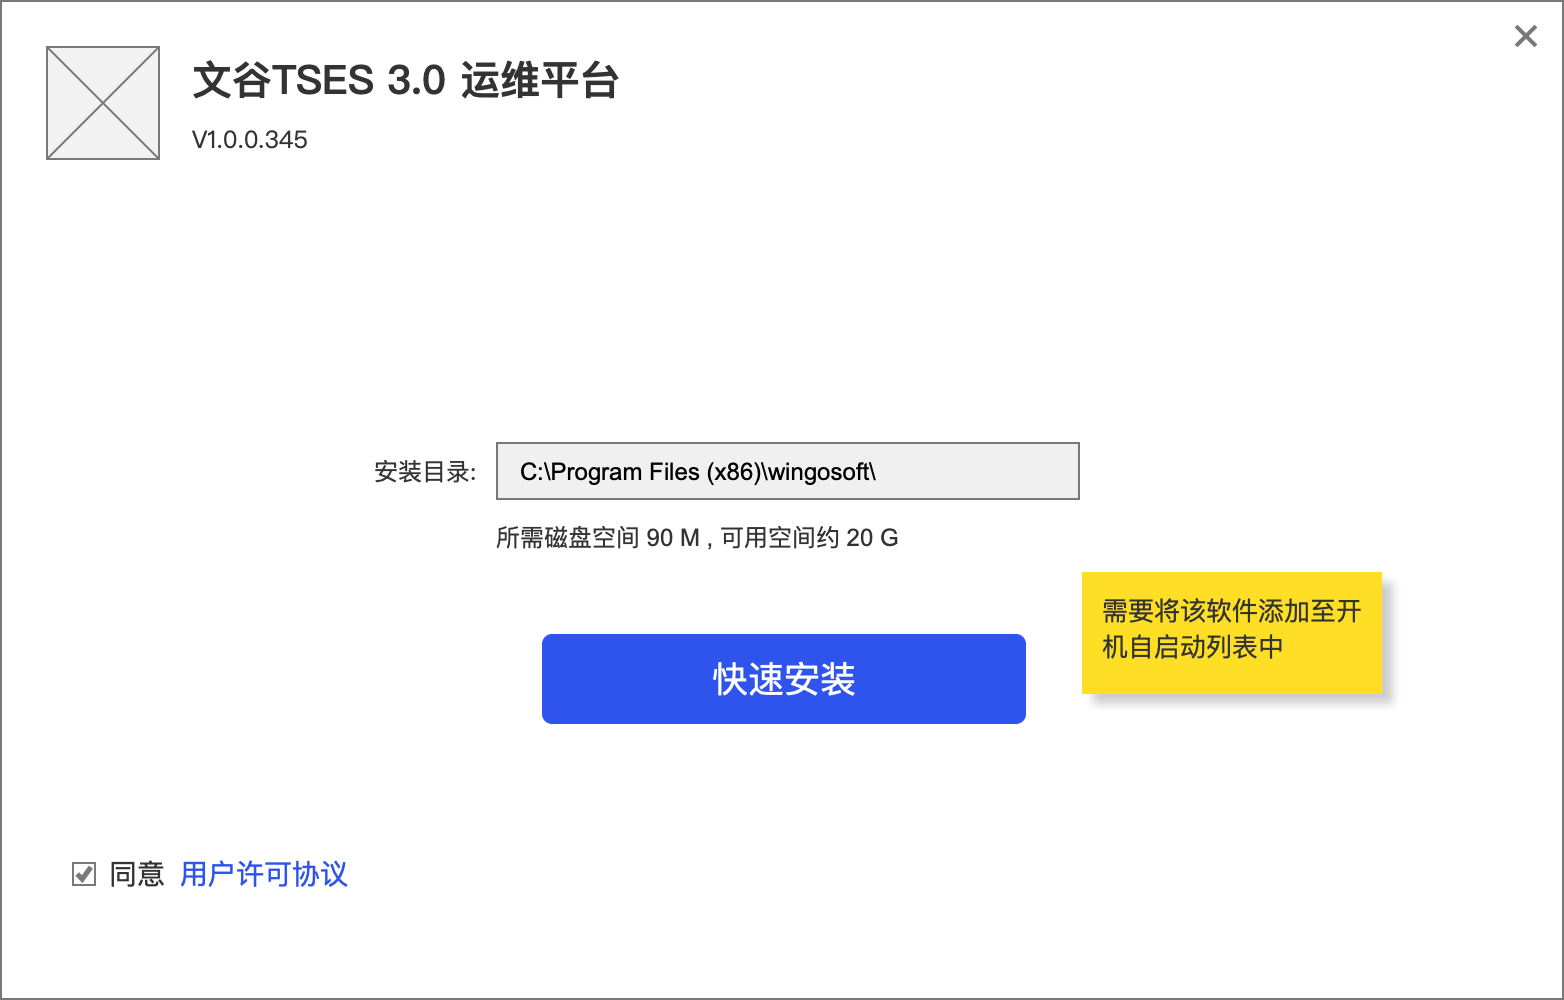 文谷TSES 3.0 运维平台
V1.0.0.345
安装目录:
C:\Program Files (x86)\wingosoft\
所需磁盘空间 90 M , 可用空间约 20 G
需要将该软件添加至开
机自启动列表中
快速安装
同意 用户许可协议